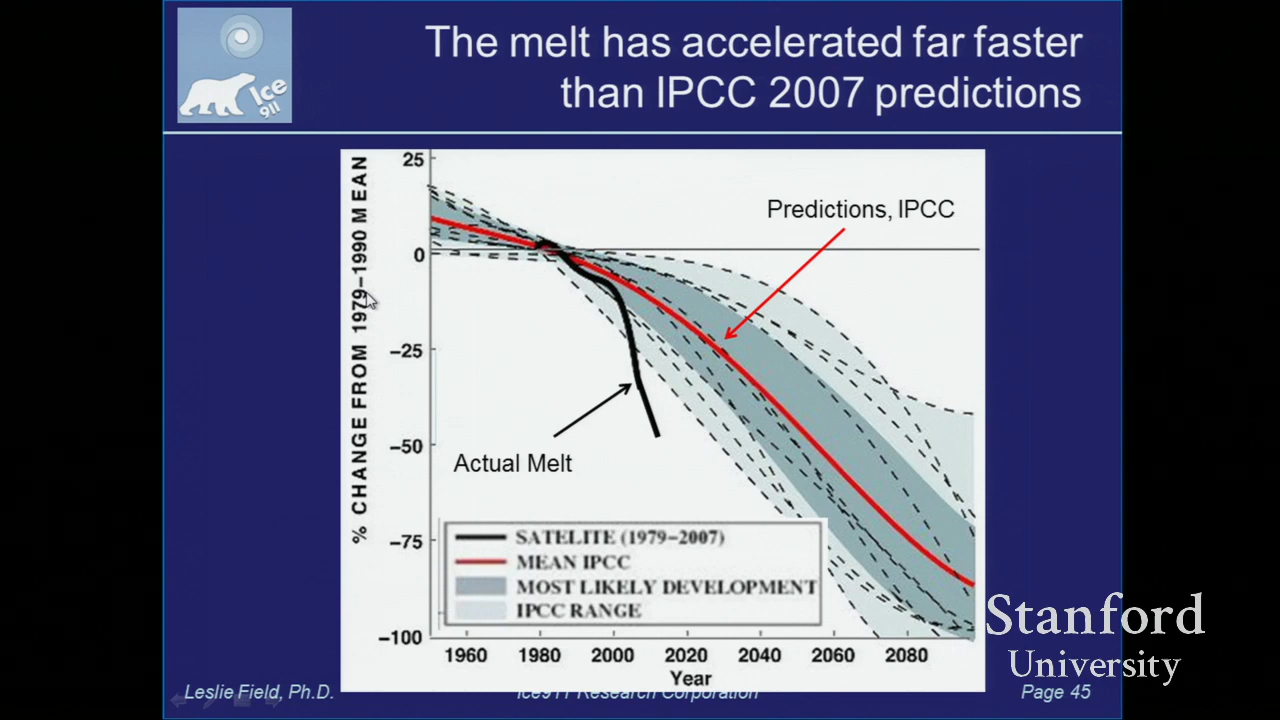 Ice
911
The melt has accelerated far faster
than IPCC 2007 predictions
% CHANGE FROM 1979–1990 MEAN
25
0
−25
−50
−75
−100
Predictions, IPCC
Actual Melt
SATELITE (1979−2007)
MEAN IPCC
MOST LIKELY DEVELOPMENT
IPCC RANGE
1960 1980 2000 2020 2040 2060 2080
Year
Leslie Field, Ph.D. Ice911 Research Corporation Page 45
Stanford
University